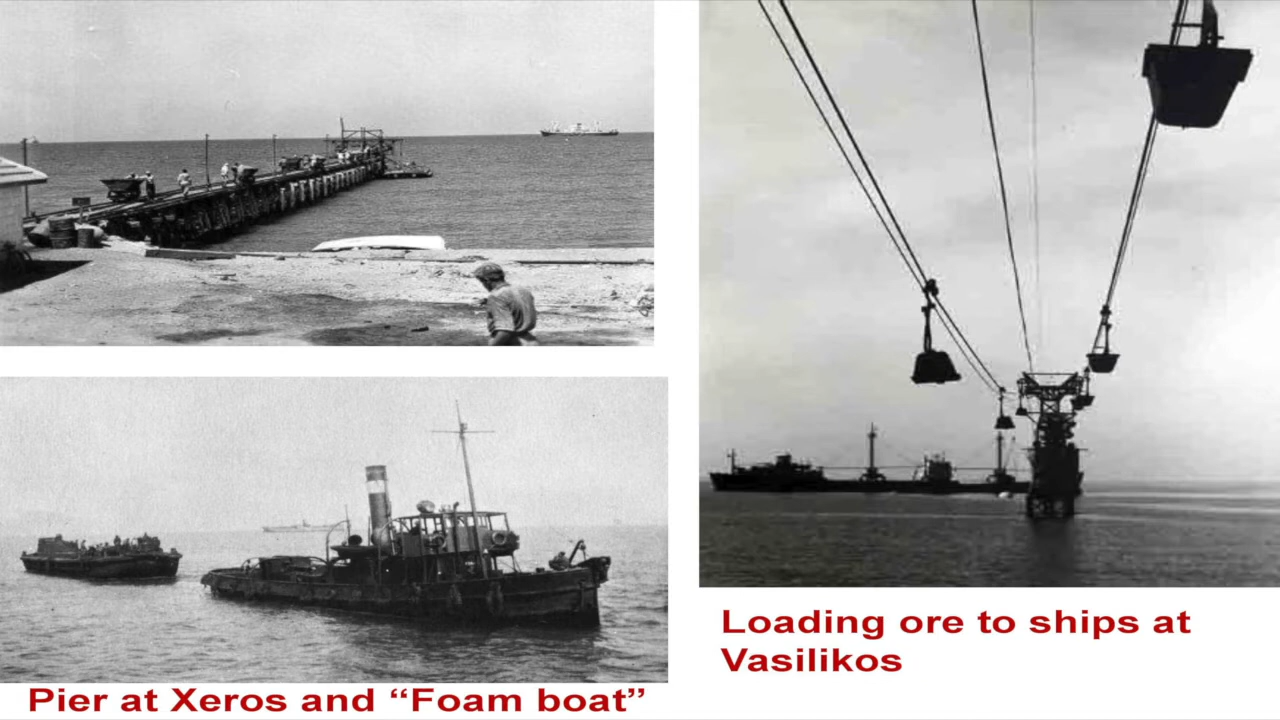 Loading ore to ships at
Vasilikos
Pier at Xeros and “Foam boat”